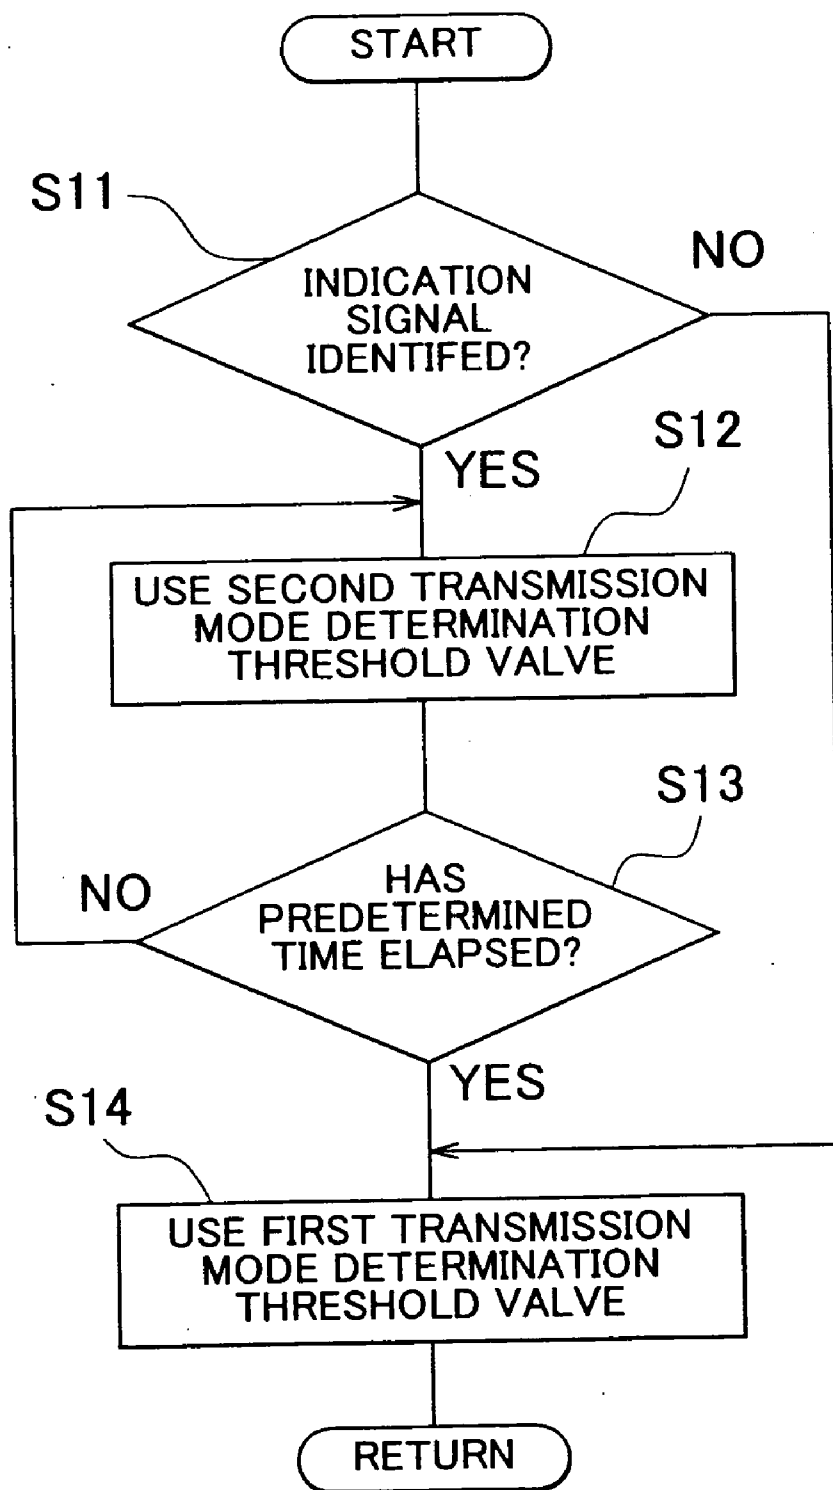 START
S11
NO
INDICATION
SIGNAL
IDENTIFED?
S12
YES
USE SECOND TRANSMISSION
MODE DETERMINATION
THRESHOLD VALVE
S13
NO
HAS
PREDETERMINED
TIME ELAPSED?
YES
S14
USE FIRST TRANSMISSION
MODE DETERMINATION
THRESHOLD VALVE
RETURN